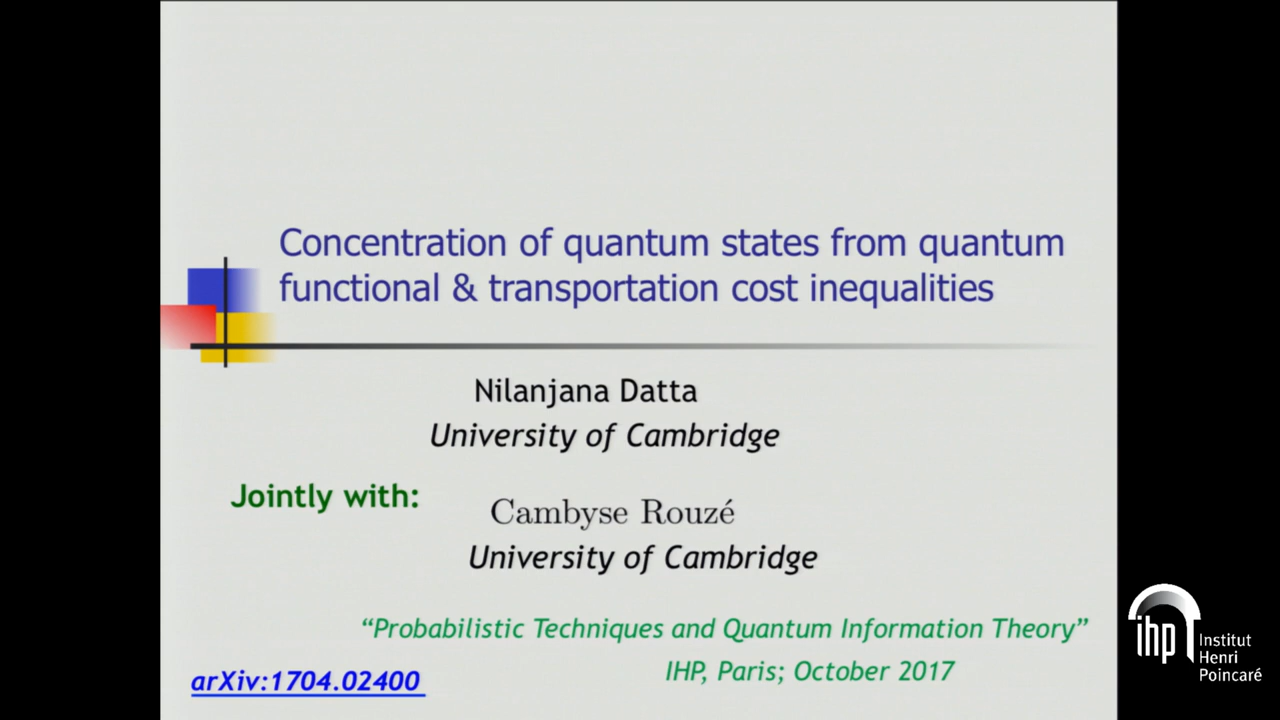 Concentration of quantum states from quantum
functional & transportation cost inequalities
Nilanjana Datta
University of Cambridge
Jointly with:
Cambyse Rouzé
University of Cambridge
“Probabilistic Techniques and Quantum Information Theory”
IHP, Paris; October 2017
arXiv:1704.02400
ihp
Institut
Henri
Poincaré